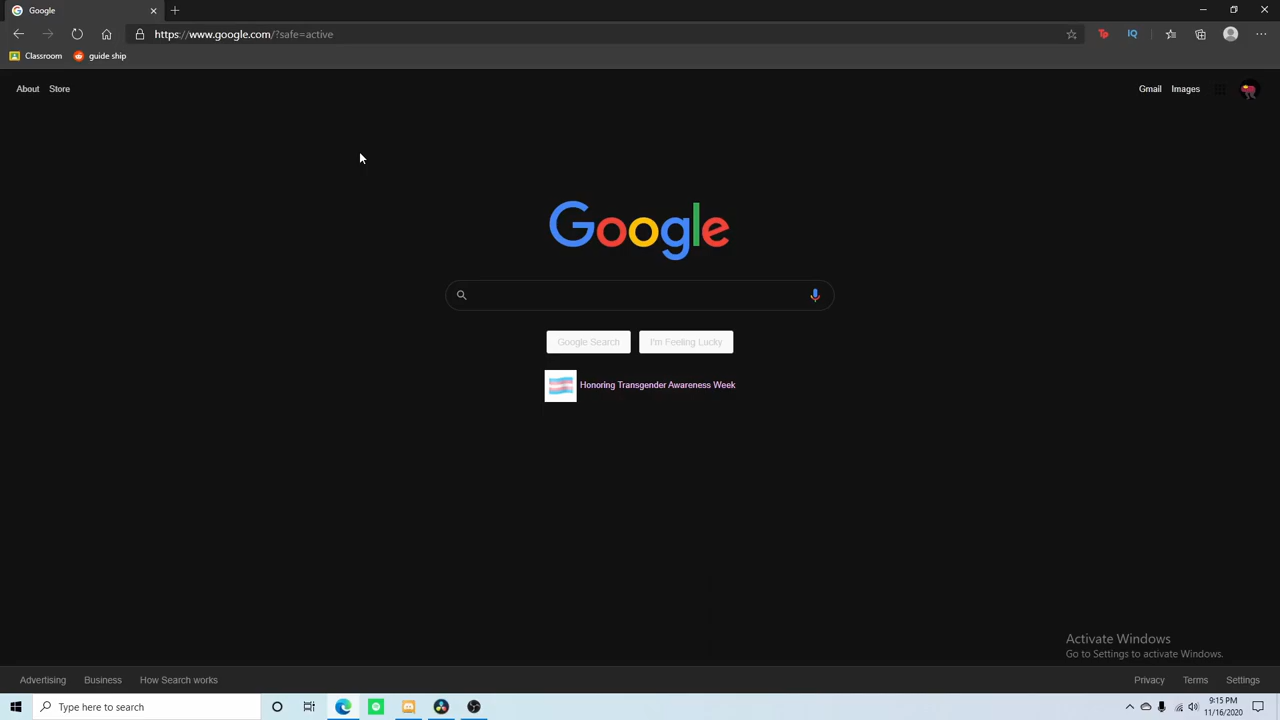 Google
https://www.google.com/?safe=active
IQ
Classroom
guide ship
About
Store
Gmail
Images
Google
Google Search
I'm Feeling Lucky
Honoring Transgender Awareness Week
Activate Windows
Go to Settings to activate Windows.
Advertising
Business
How Search works
Privacy
Terms
Settings
Type here to search
9:15 PM
11/16/2020